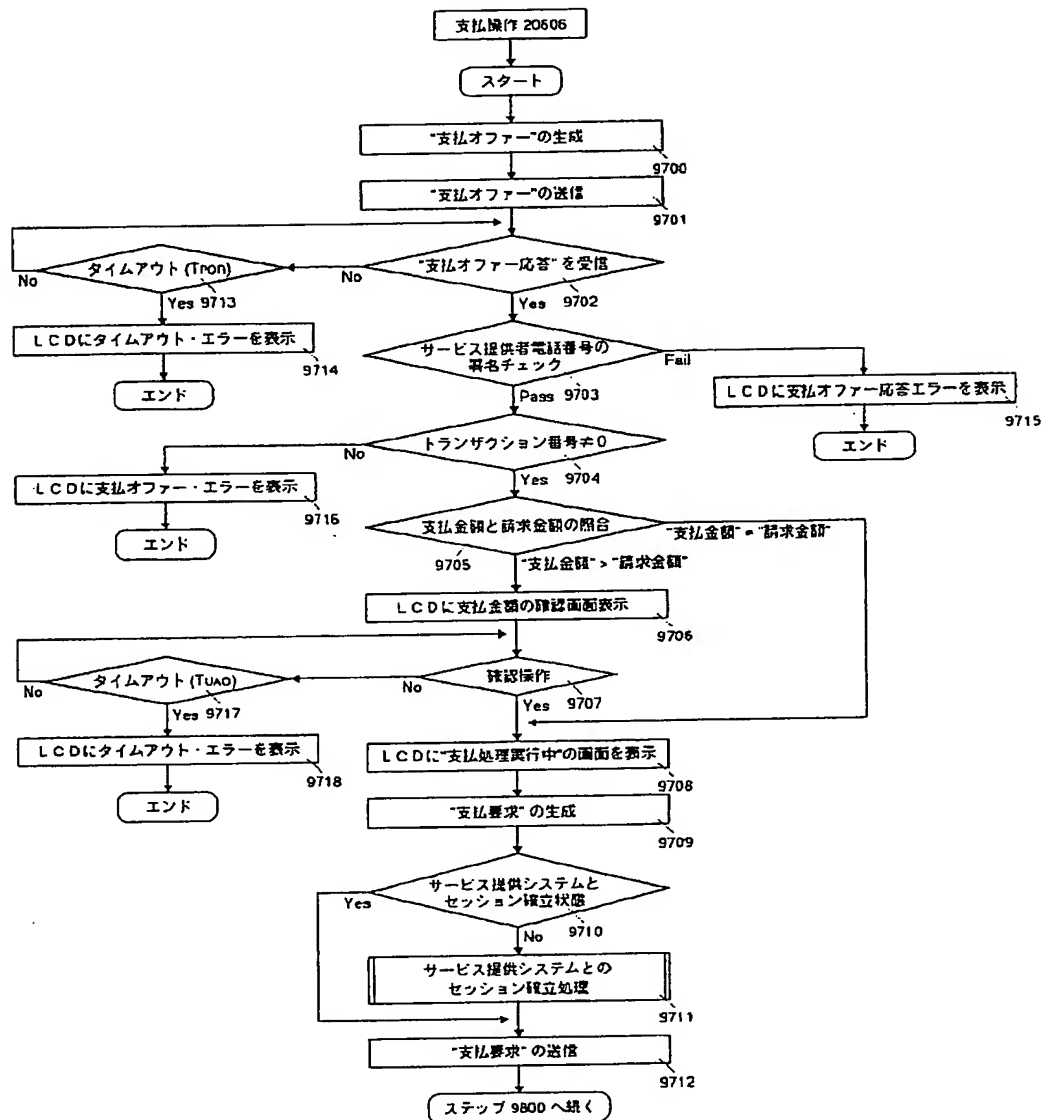 支払操作 20606
スタート
"支払オファー"の生成
9700
"支払オファー"の送信
9701
"支払オファー応答"を受信
9702
No
Yes
タイムアウト(TPOR)
9713
No
Yes
LCDにタイムアウト・エラーを表示
9714
エンド
サービス提供者電話番号の
署名チェック
9703
Fail
Pass
LCDに支払オファー応答エラーを表示
9715
エンド
トランザクション番号≠0
9704
No
Yes
LCDに支払オファー・エラーを表示
9716
エンド
支払金額と請求金額の照合
9705
"支払金額" = "請求金額"
"支払金額" > "請求金額"
LCDに支払金額の確認画面表示
9706
確認操作
9707
No
Yes
タイムアウト(TUAO)
9717
No
Yes
LCDにタイムアウト・エラーを表示
9718
エンド
LCDに"支払処理実行中"の画面を表示
9708
"支払要求"の生成
9709
サービス提供システムと
セッション確立状態
9710
Yes
No
サービス提供システムとの
セッション確立処理
9711
"支払要求"の送信
9712
ステップ 9800 へ続く